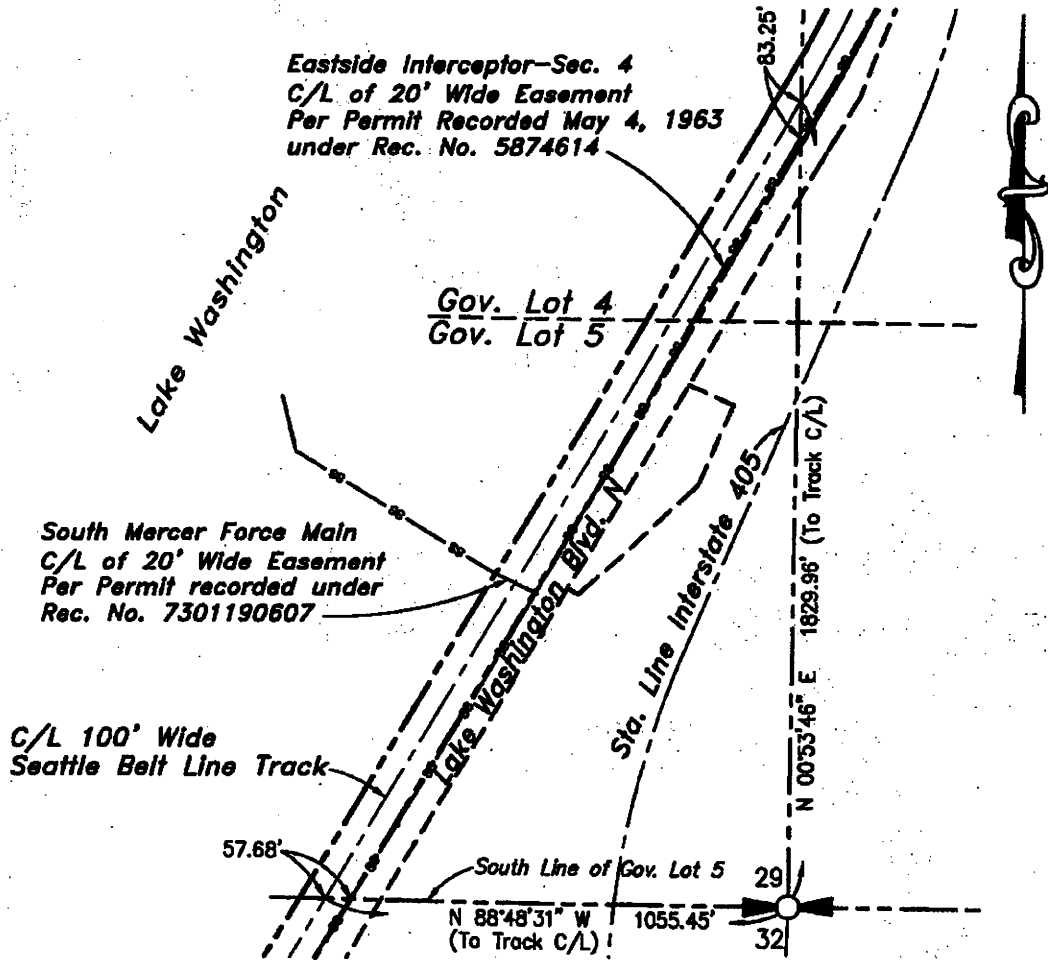 83.25'
Eastside Interceptor-Sec. 4
C/L of 20' Wide Easement
Per Permit Recorded May 4, 1963
under Rec. No. 5874614
Lake Washington
Gov. Lot 4
Gov. Lot 5
South Mercer Force Main
C/L of 20' Wide Easement
Per Permit recorded under
Rec. No. 7301190607
Lake Washington Blvd. N
Sta. Line Interstate 405
N 00°53'46" E 1829.96' (To Track C/L)
C/L 100' Wide
Seattle Belt Line Track
57.68'
South Line of Gov. Lot 5
29
N 88°48'31" W 1055.45'
(To Track C/L)
32